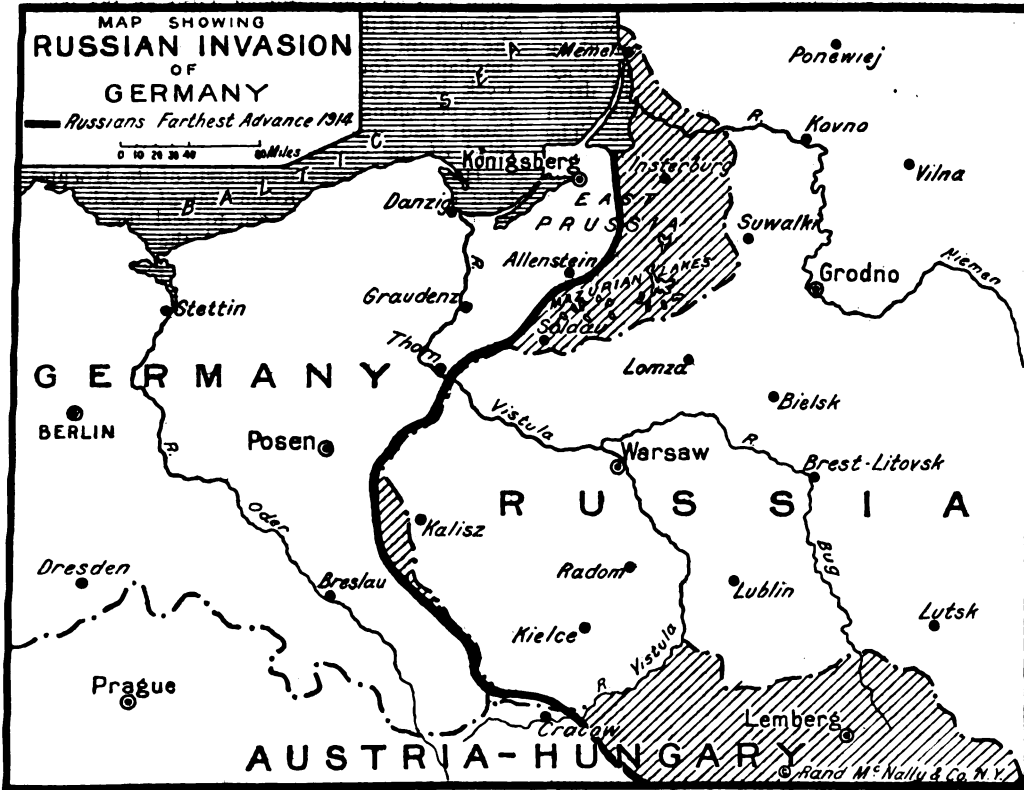 MAP SHOWING
RUSSIAN INVASION
OF
GERMANY
Russians Farthest Advance 1914
0 10 20 30 40 80 Miles
BALTIC SEA
Memel
Ponewiej
R.
Kovno
Königsberg
Insterburg
Vilna
Danzig
EAST
PRUSSIA
Suwalki
R.
Allenstein
MAZURIAN LAKES
Niemen
Grodno
Stettin
Graudenz
Soldau
Thorn
Lomza
GERMANY
Bielsk
BERLIN
Vistula
R.
Posen
R.
Warsaw
Brest-Litovsk
RUSSIA
Oder
Kalisz
Bug
Dresden
Breslau
Radom
Lublin
Lutsk
Kielce
Vistula
R.
Prague
Lemberg
Cracow
AUSTRIA-HUNGARY
© Rand McNally & Co. N.Y.